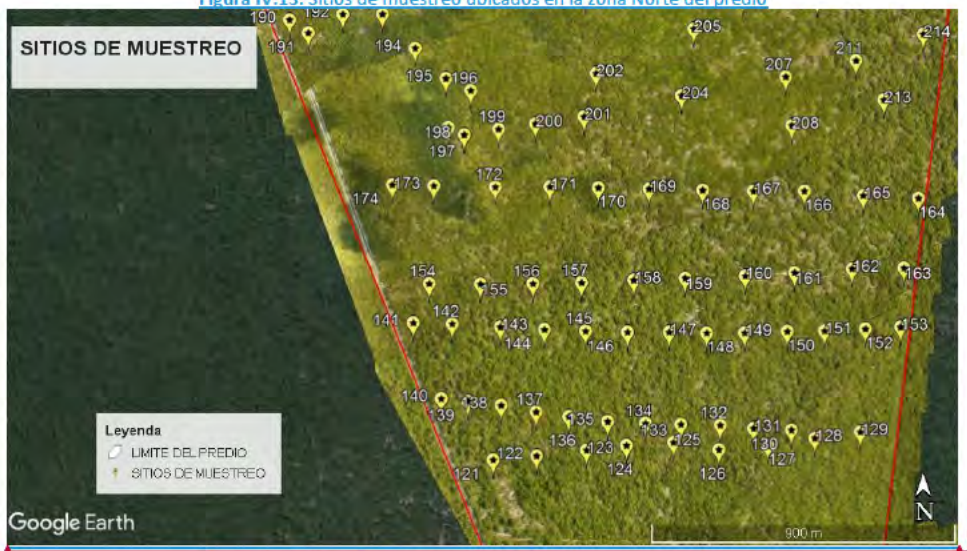 Figura IV.13. Sitios de muestreo ubicados en la zona Norte del predio
190 192 205 214
SITIOS DE MUESTREO
191 194 211
195 196 202 207
204 213
198 199 200 201 208
197
174 173 172 171 170 169 168 167 166 165 164
154 155 156 157 158 159 160 161 162 163
141 142 143 144 145 146 147 148 149 150 151 152 153
140 139 138 137 136 135 134 133 132 131 130 129 128
121 122 123 124 125 126 127
Leyenda
LIMITE DEL PREDIO
SITIOS DE MUESTREO
Google Earth
N
900 m